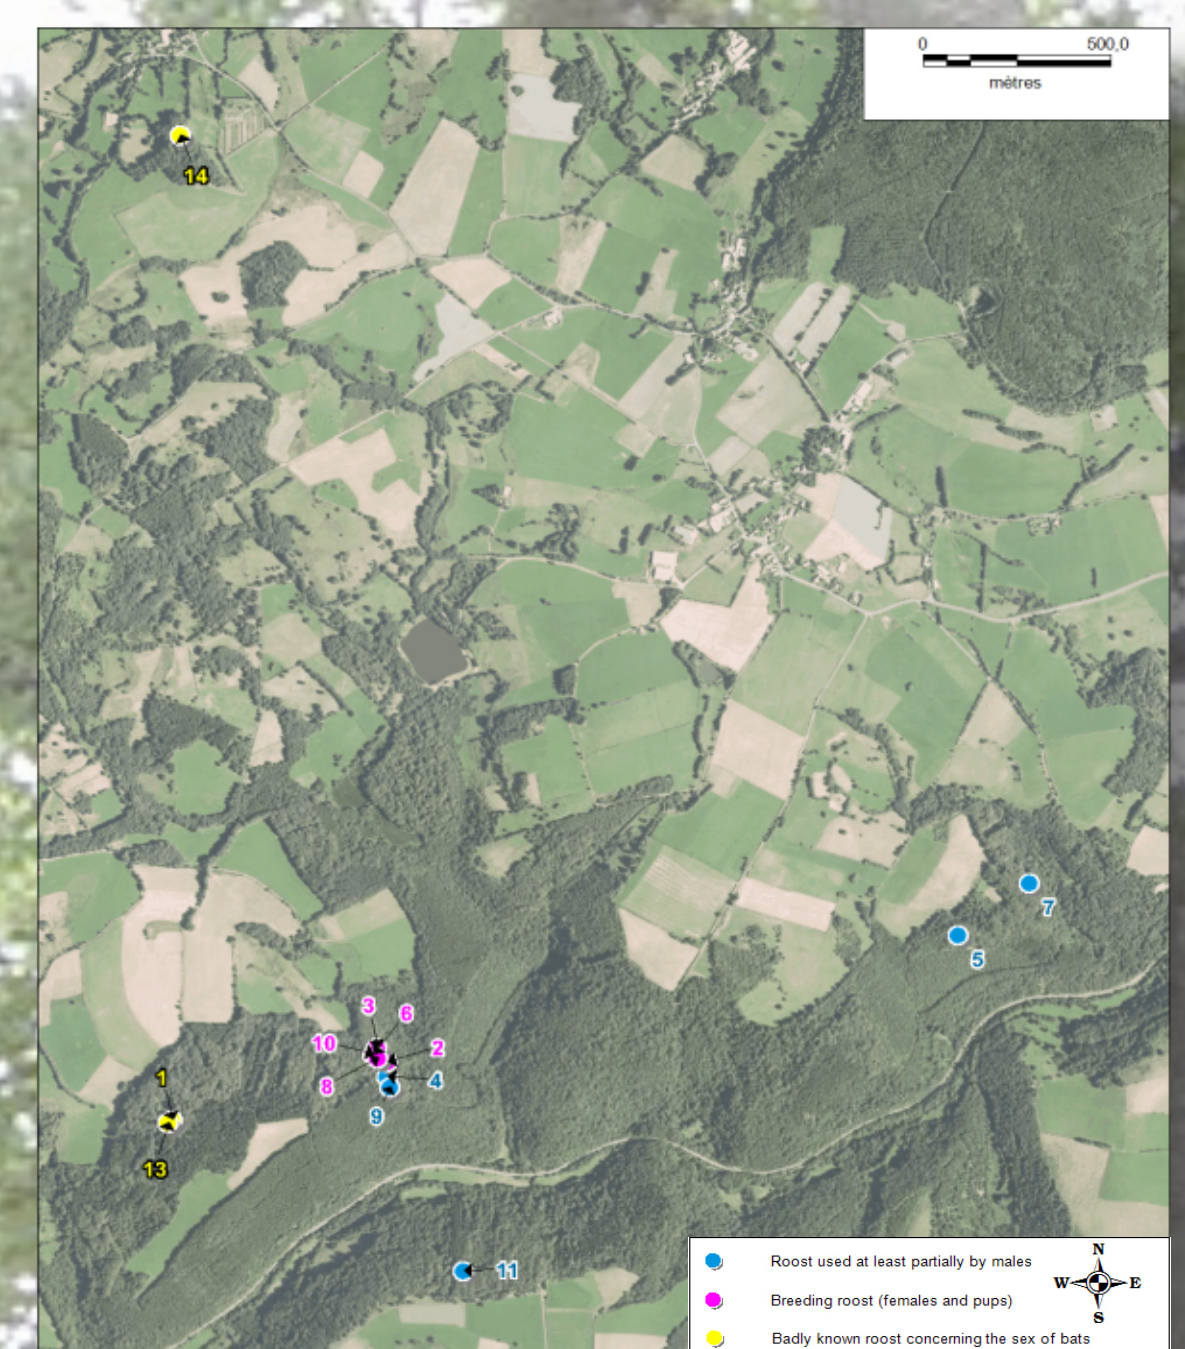 0 500,0
mètres
14
7
5
3
6
10
2
8
4
9
1
13
11
N
Roost used at least partially by males
W E
Breeding roost (females and pups)
S
Badly known roost concerning the sex of bats